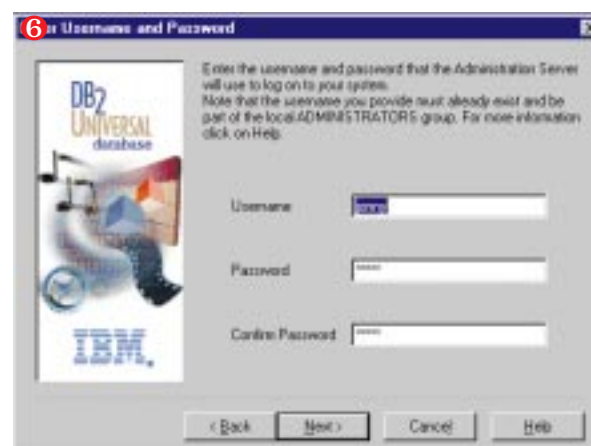 6
er Username and Password
DB2
UNIVERSAL
database
IBM.
Enter the username and password that the Administration Server
will use to log on to your system.
Note that the username you provide must already exist and be
part of the local ADMINISTRATORS group. For more information
click on Help.
Username
Password
*****
Confirm Password
*****
< Back
Next >
Cancel
Help